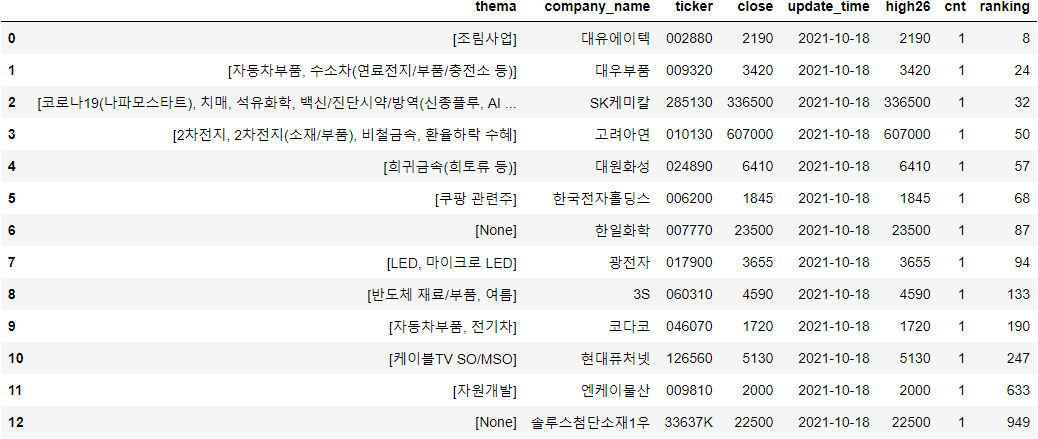 thema company_name ticker close update_time high26 cnt ranking
0 [조림사업] 대유에이텍 002880 2190 2021-10-18 2190 1 8
1 [자동차부품, 수소차(연료전지/부품/충전소 등)] 대우부품 009320 3420 2021-10-18 3420 1 24
2 [코로나19(나파모스타트), 치매, 석유화학, 백신/진단시약/방역(신종플루, AI ... SK케미칼 285130 336500 2021-10-18 336500 1 32
3 [2차전지, 2차전지(소재/부품), 비철금속, 환율하락 수혜] 고려아연 010130 607000 2021-10-18 607000 1 50
4 [희귀금속(희토류 등)] 대원화성 024890 6410 2021-10-18 6410 1 57
5 [쿠팡 관련주] 한국전자홀딩스 006200 1845 2021-10-18 1845 1 68
6 [None] 한일화학 007770 23500 2021-10-18 23500 1 87
7 [LED, 마이크로 LED] 광전자 017900 3655 2021-10-18 3655 1 94
8 [반도체 재료/부품, 여름] 3S 060310 4590 2021-10-18 4590 1 133
9 [자동차부품, 전기차] 코다코 046070 1720 2021-10-18 1720 1 190
10 [케이블TV SO/MSO] 현대퓨처넷 126560 5130 2021-10-18 5130 1 247
11 [자원개발] 엔케이물산 009810 2000 2021-10-18 2000 1 633
12 [None] 솔루스첨단소재1우 33637K 22500 2021-10-18 22500 1 949